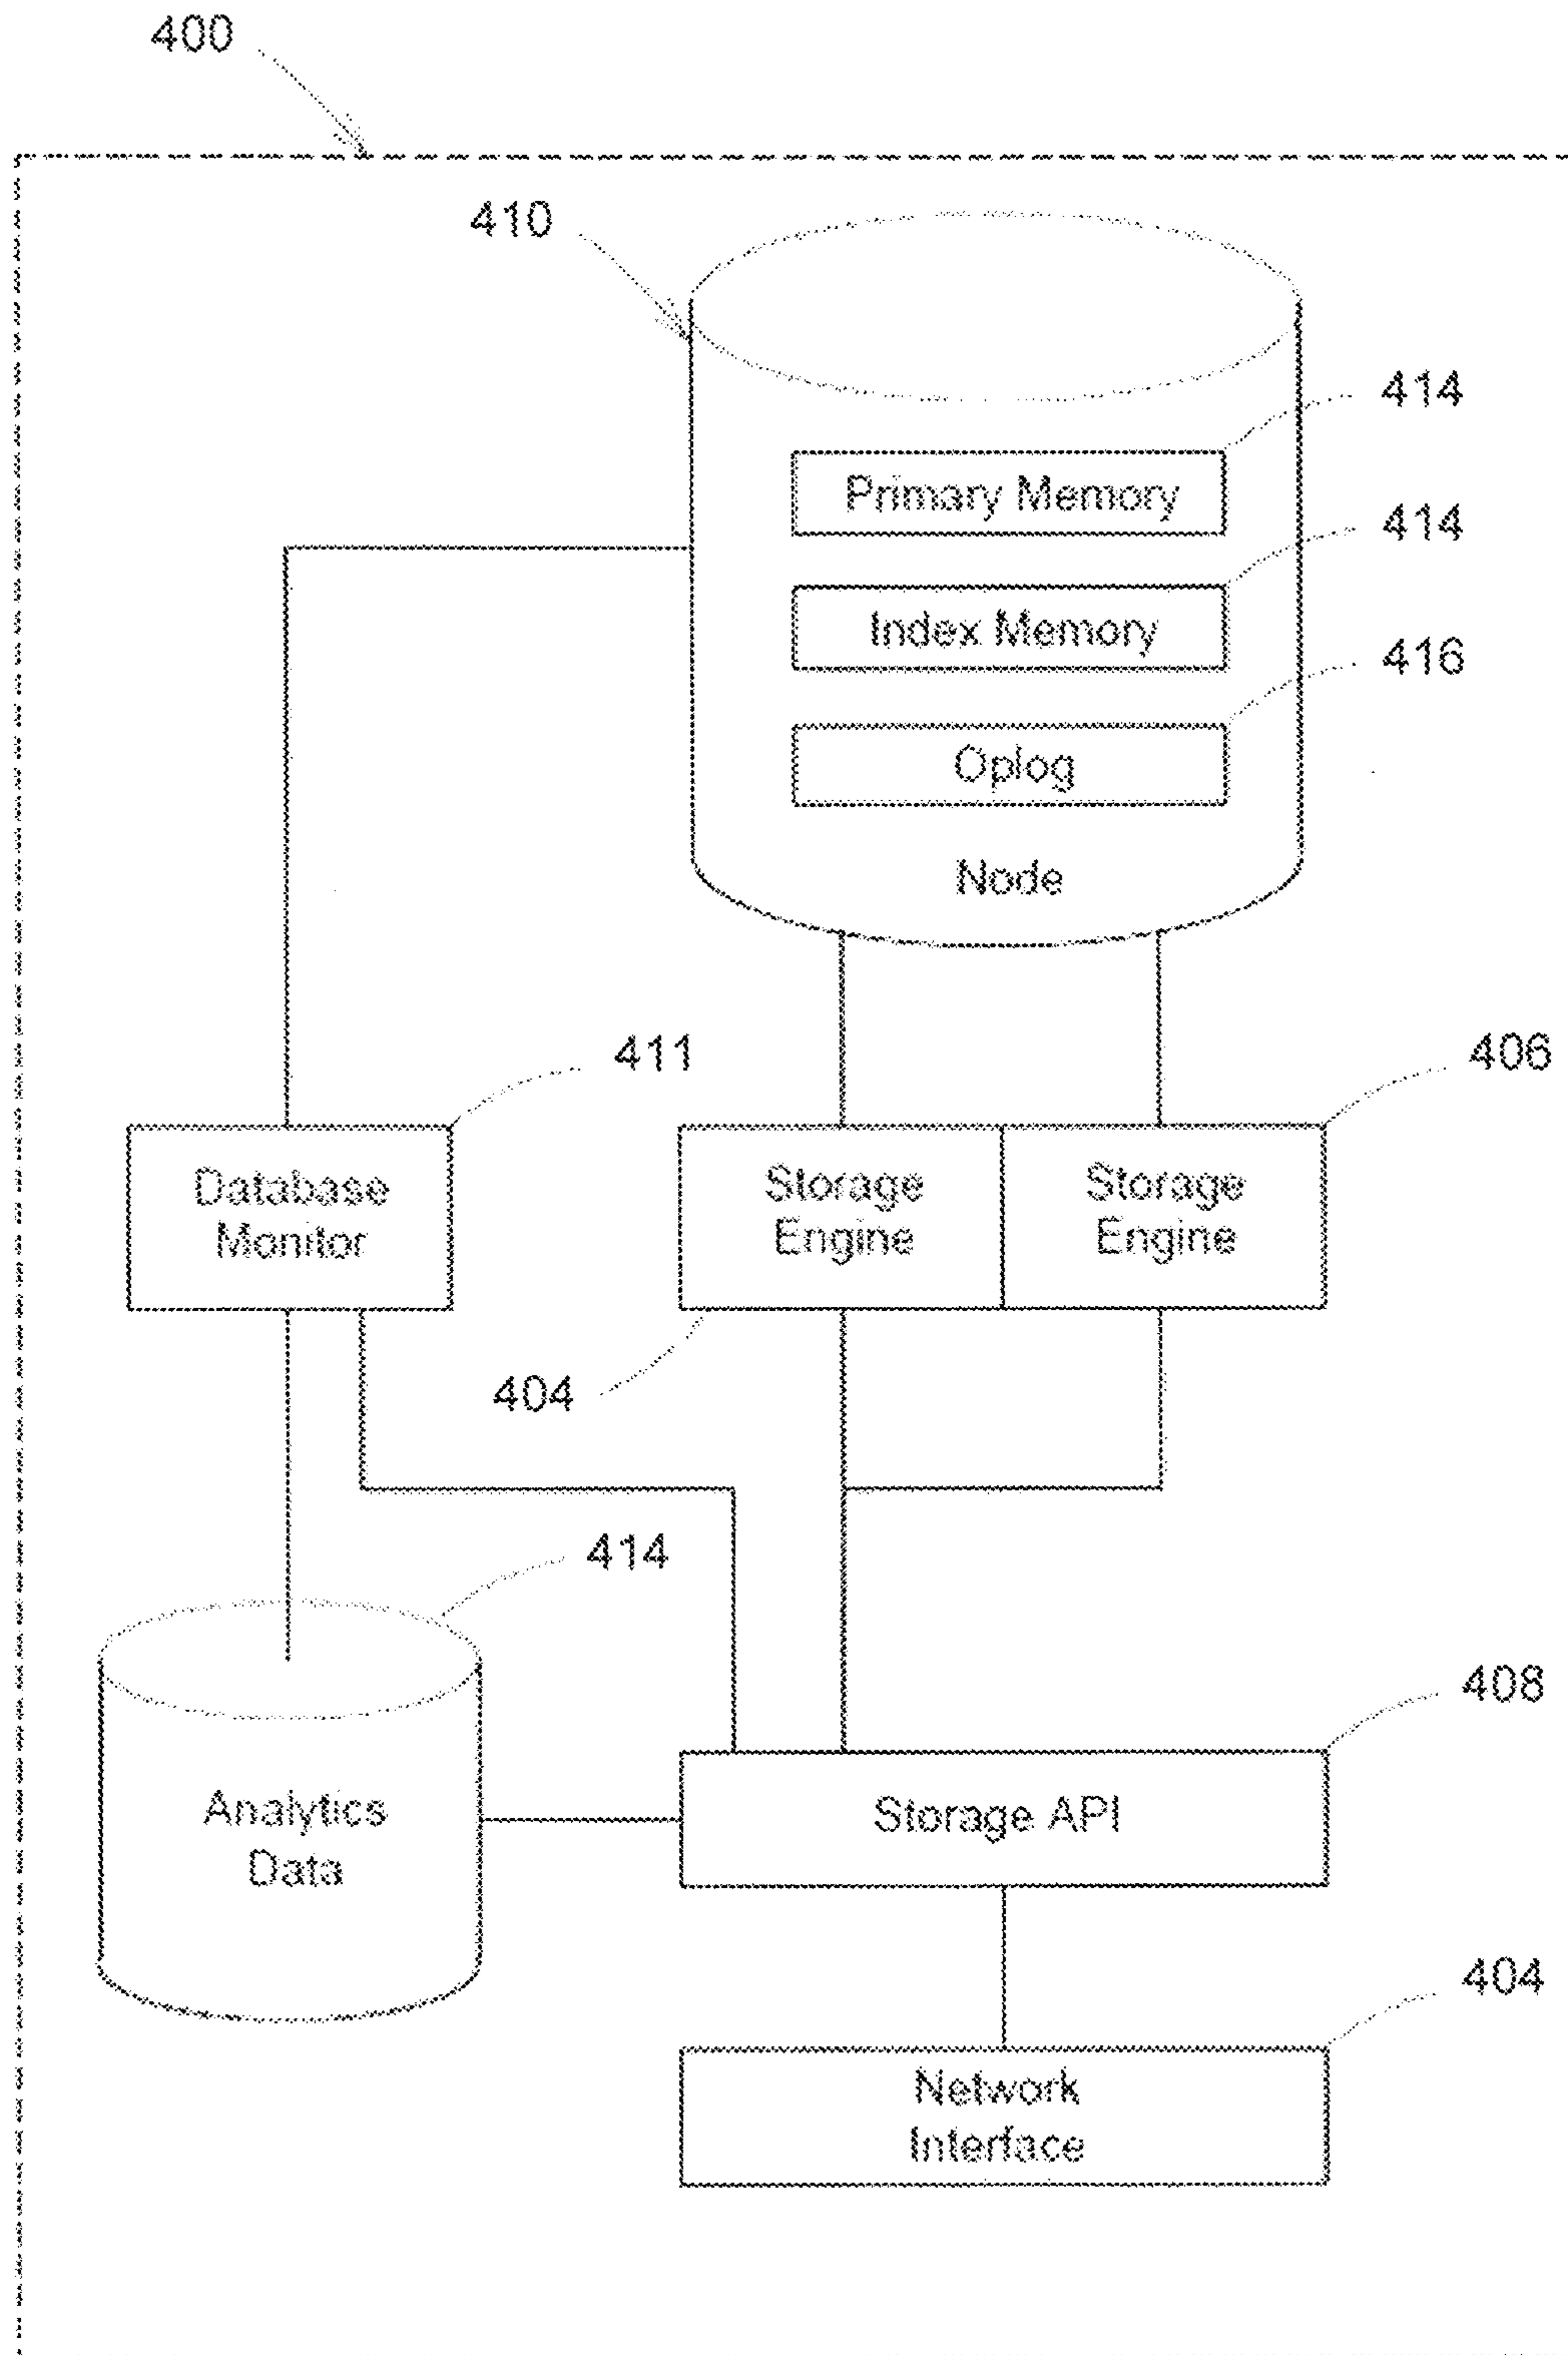 400
410
414
Primary Memory
414
Index Memory
416
Oplog
Node
411
406
Database
Monitor
Storage
Engine
Storage
Engine
404
414
408
Analytics
Data
Storage API
404
Network
Interface